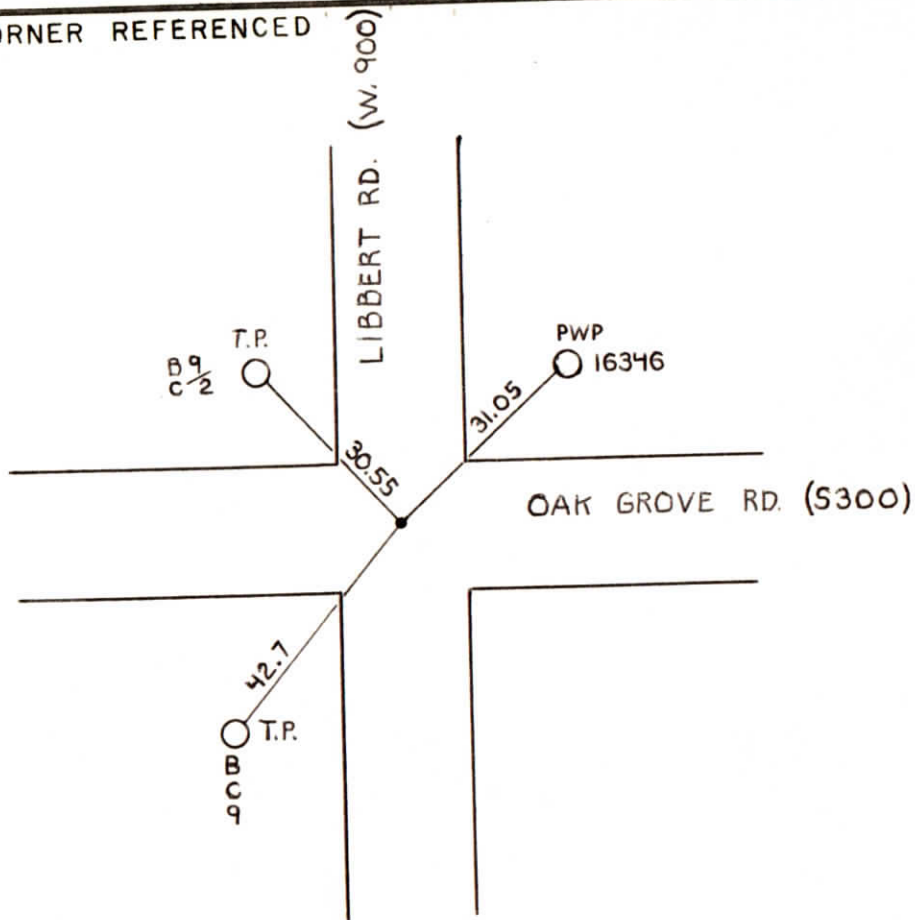 ORNER REFERENCED
LIBBERT RD. (W. 900)
T.P.
B 9
C-2
PWP
16346
31.05
30.55
OAK GROVE RD. (S300)
42.7
T.P.
B
C
9